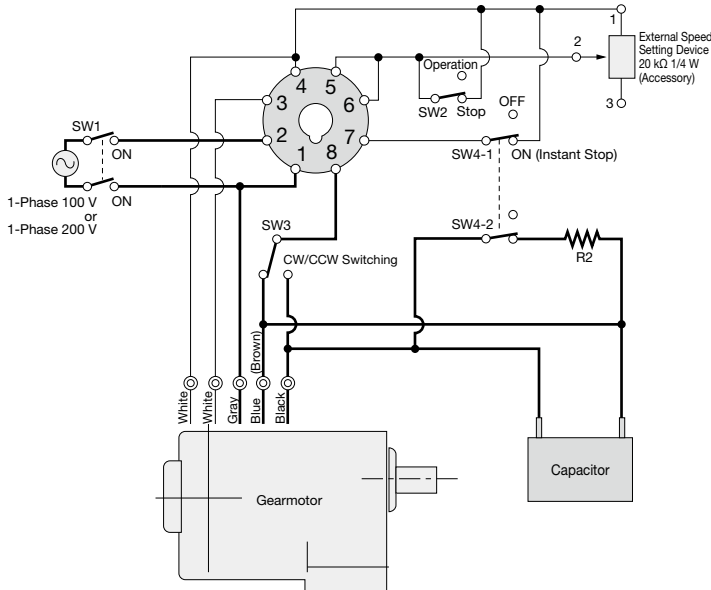 1
External Speed
Setting Device
20 kΩ 1/4 W
(Accessory)
2
3
Operation
SW2
Stop
OFF
SW4-1
ON (Instant Stop)
4
5
3
6
2
7
1
8
SW1
ON
ON
1-Phase 100 V
or
1-Phase 200 V
SW3
CW/CCW Switching
SW4-2
R2
White
White
Gray
Blue
(Brown)
Black
Gearmotor
Capacitor